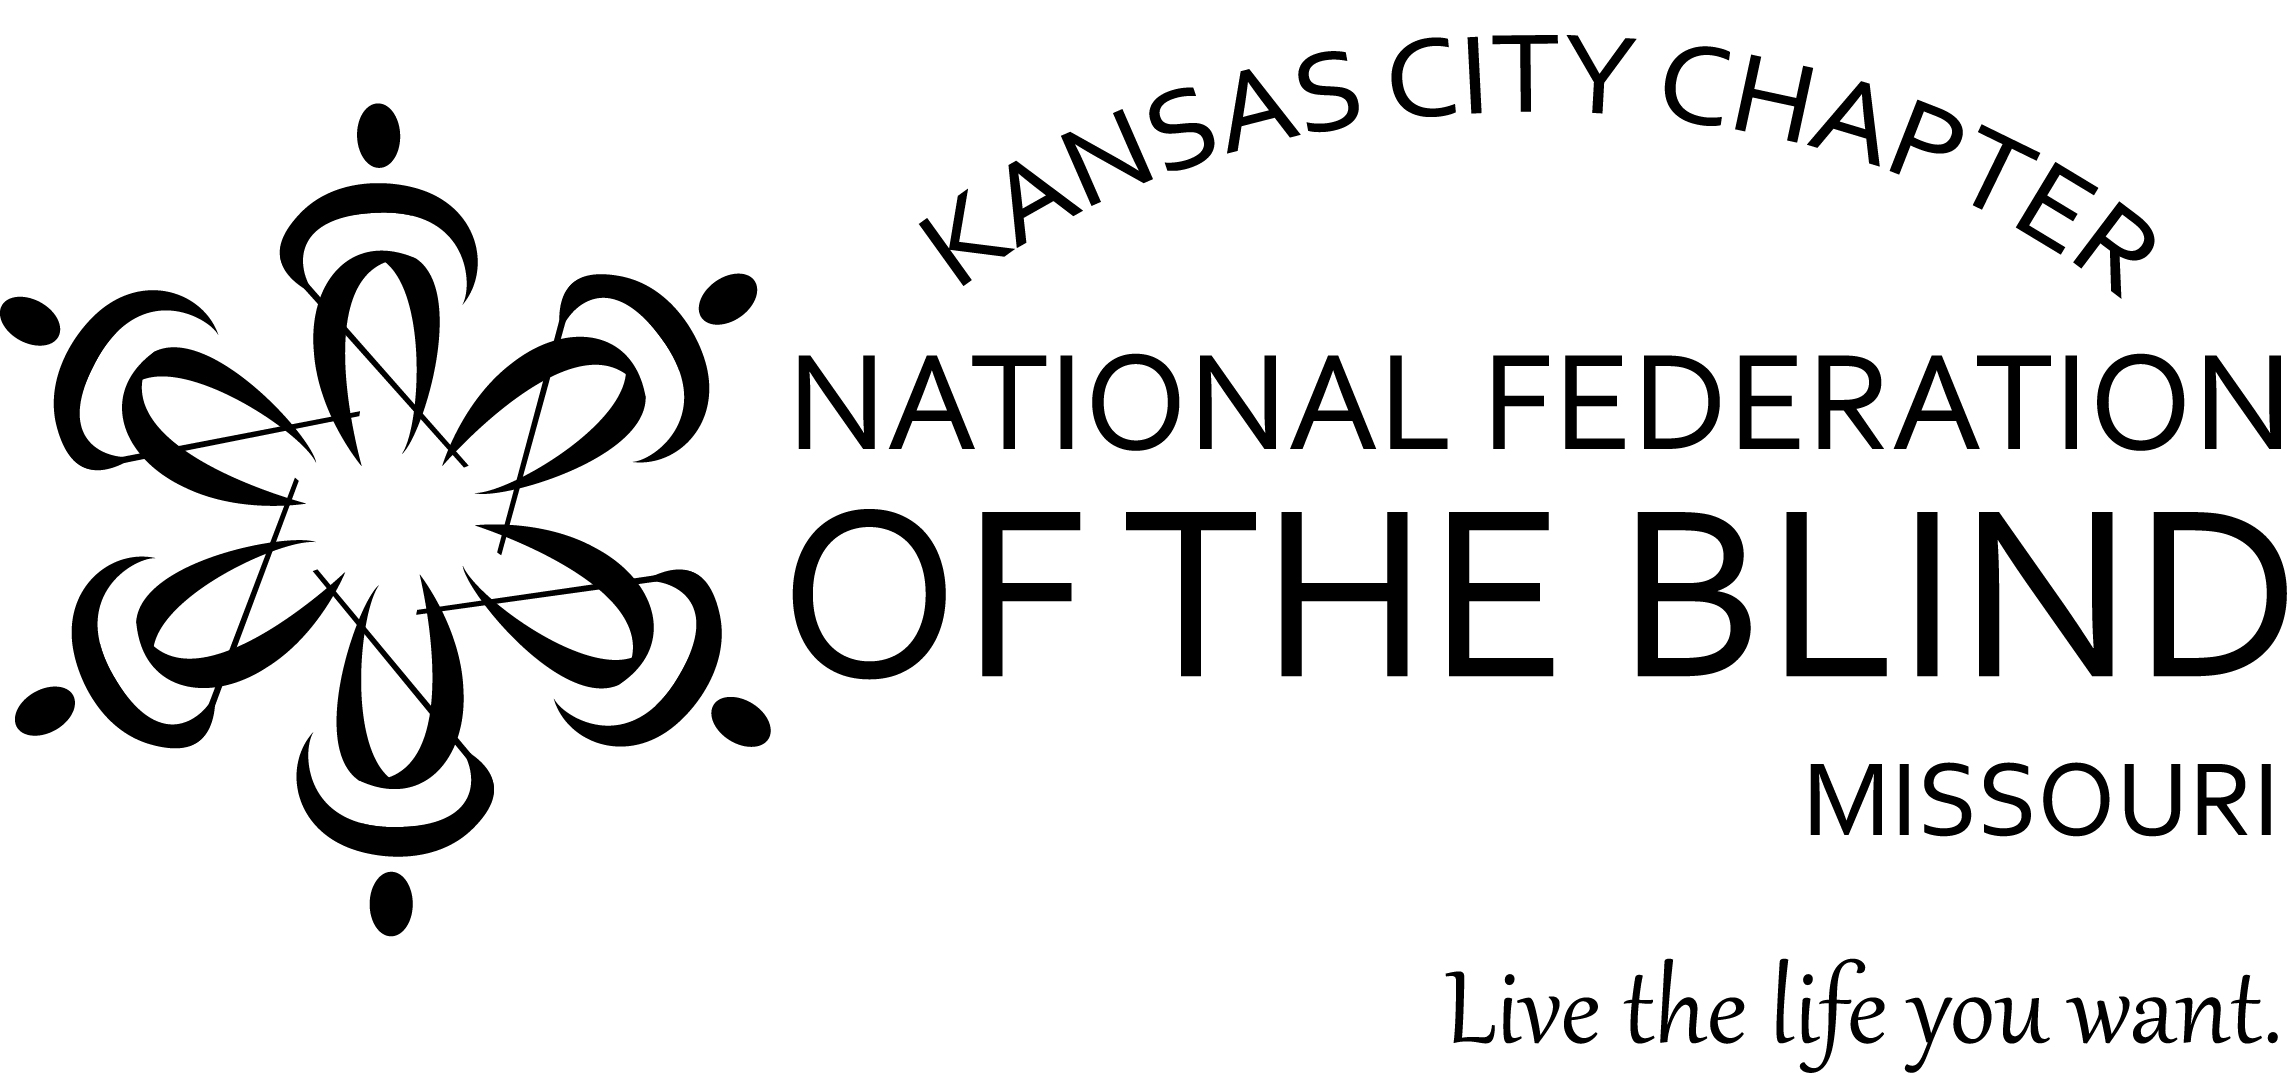 KANSAS CITY CHAPTER
NATIONAL FEDERATION
OF THE BLIND
MISSOURI
Live the life you want.